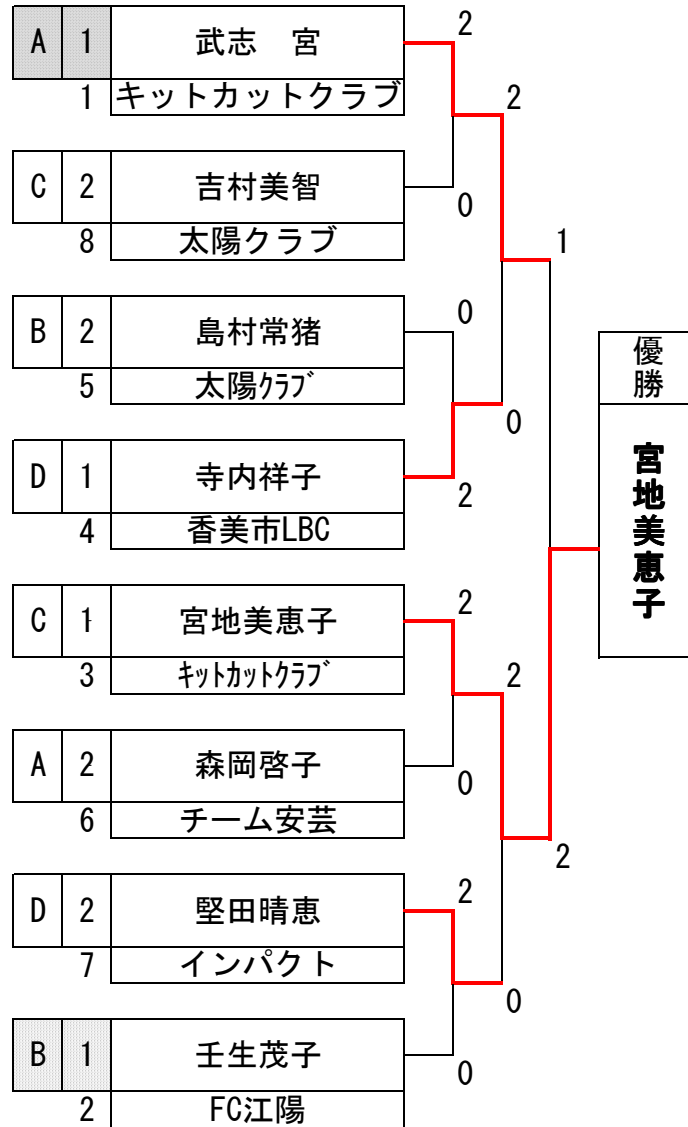 A 1 武志　宮 2
1 キットカットクラブ 2
C 2 吉村美智 0
8 太陽クラブ 1
B 2 島村常猪 0
5 太陽ｸﾗﾌﾞ 0
優勝
D 1 寺内祥子 2
4 香美市LBC
宮地美恵子
C 1 宮地美恵子 2
3 ｷｯﾄｶｯﾄｸﾗﾌﾞ 2
A 2 森岡啓子 0
6 チーム安芸 2
D 2 堅田晴恵 2
7 インパクト 0
B 1 壬生茂子 0
2 FC江陽